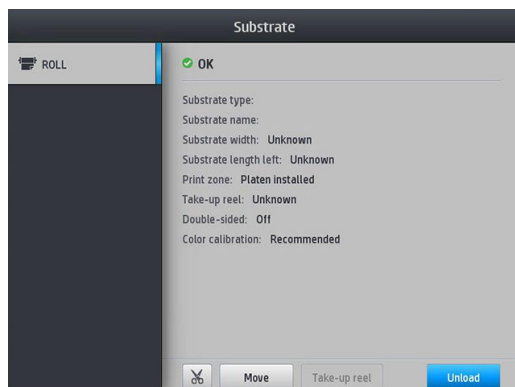 Substrate
ROLL
OK
Substrate type:
Substrate name:
Substrate width: Unknown
Substrate length left: Unknown
Print zone: Platen installed
Take-up reel: Unknown
Double-sided: Off
Color calibration: Recommended
Move Take-up reel Unload